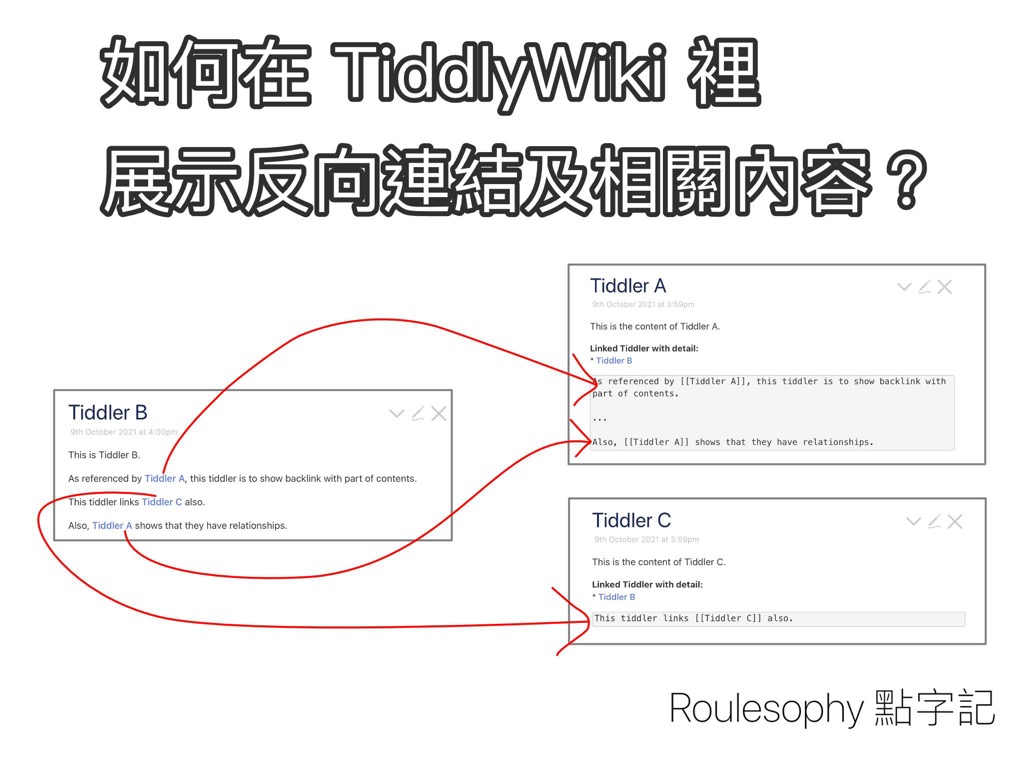 如何在 TiddlyWiki 裡
展示反向連結及相關內容？
Tiddler B
9th October 2021 at 4:00pm
This is Tiddler B.
As referenced by Tiddler A, this tiddler is to show backlink with part of contents.
This tiddler links Tiddler C also.
Also, Tiddler A shows that they have relationships.
Tiddler A
9th October 2021 at 3:59pm
This is the content of Tiddler A.
Linked Tiddler with detail:
* Tiddler B
As referenced by [[Tiddler A]], this tiddler is to show backlink with
part of contents.
...
Also, [[Tiddler A]] shows that they have relationships.
Tiddler C
9th October 2021 at 3:59pm
This is the content of Tiddler C.
Linked Tiddler with detail:
* Tiddler B
This tiddler links [[Tiddler C]] also.
Roulesophy 點字記